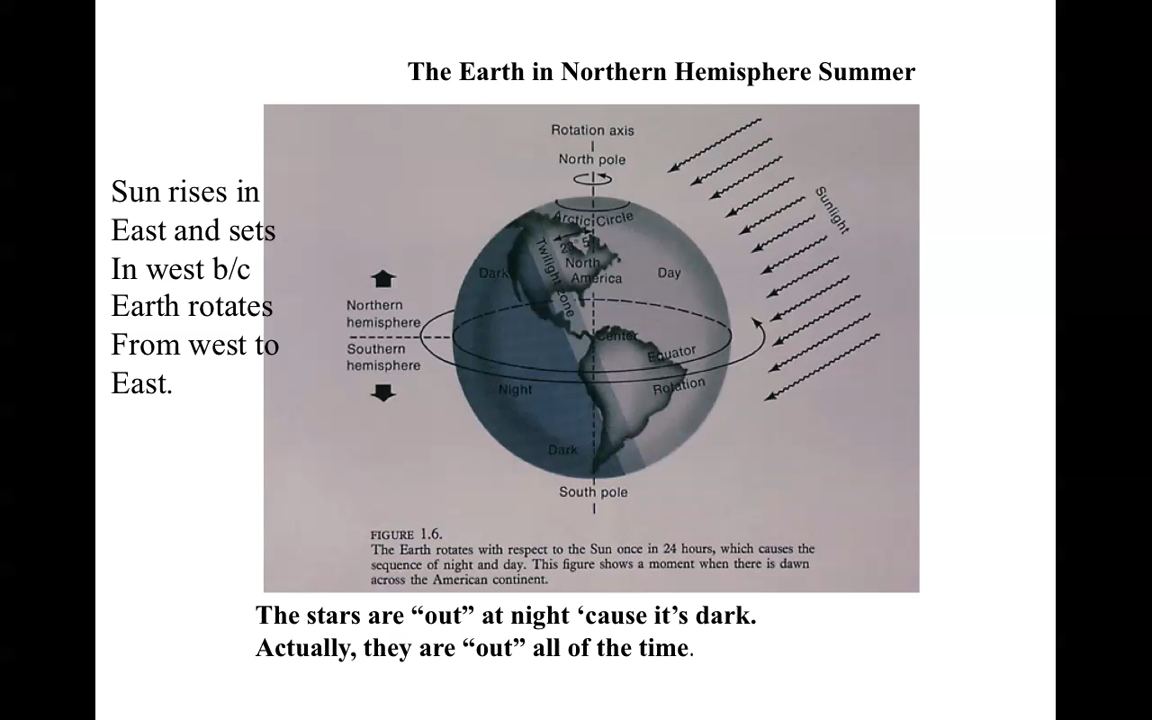 The Earth in Northern Hemisphere Summer
Sun rises in
East and sets
In west b/c
Earth rotates
From west to
East.
Rotation axis
North pole
Arctic Circle
Sunlight
Twilight zone
Dark
North
America
Day
Northern
hemisphere
Southern
hemisphere
Center
Equator
Rotation
Night
Dark
South pole
FIGURE 1.6.
The Earth rotates with respect to the Sun once in 24 hours, which causes the
sequence of night and day. This figure shows a moment when there is dawn
across the American continent.
The stars are “out” at night ‘cause it’s dark.
Actually, they are “out” all of the time.